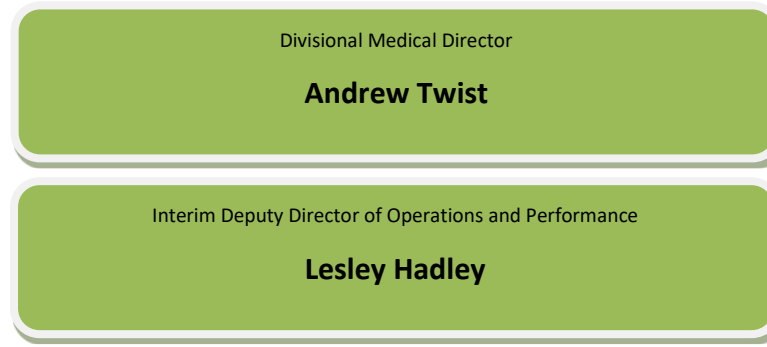 Divisional Medical Director
Andrew Twist
Interim Deputy Director of Operations and Performance
Lesley Hadley